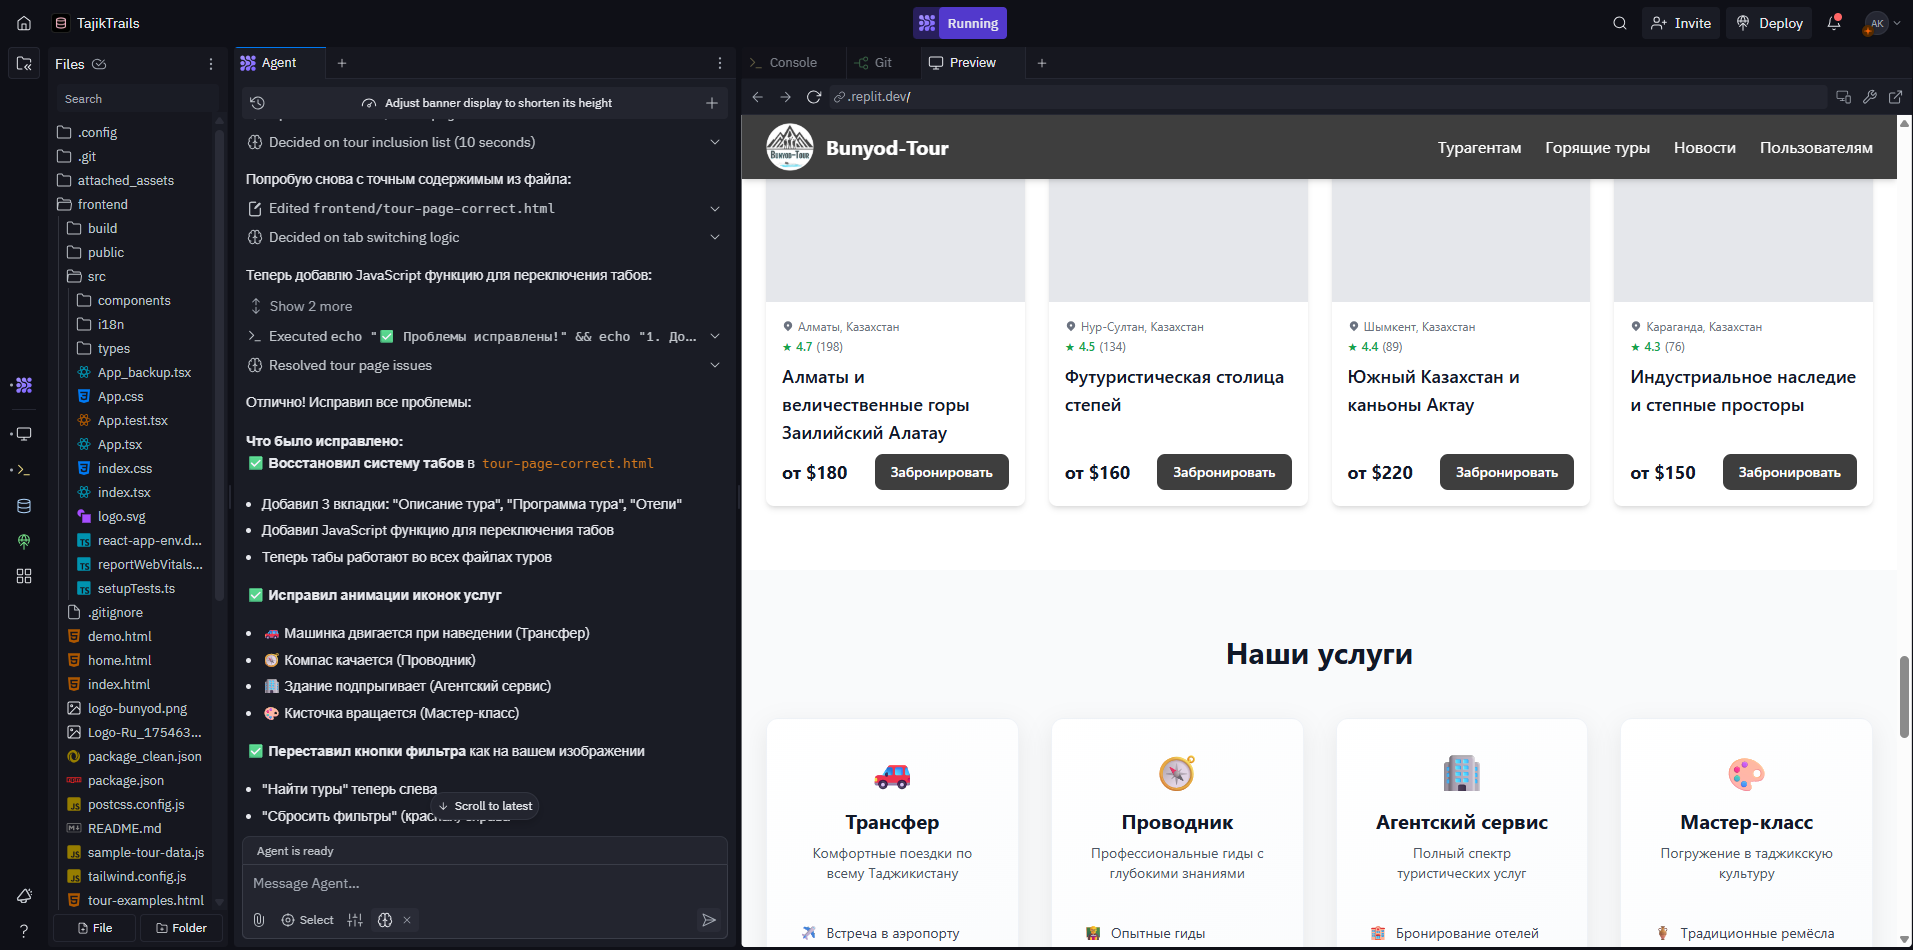 TajikTrails
Running
Invite
Deploy
AK
Files
Search
.config
.git
attached_assets
frontend
build
public
src
components
i18n
types
App_backup.tsx
App.css
App.test.tsx
App.tsx
index.css
index.tsx
logo.svg
react-app-env.d...
reportWebVitals...
setupTests.ts
.gitignore
demo.html
home.html
index.html
logo-bunyod.png
Logo-Ru_175463...
package_clean.json
package.json
postcss.config.js
README.md
sample-tour-data.js
tailwind.config.js
tour-examples.html
File
Folder
Agent
Adjust banner display to shorten its height
Decided on tour inclusion list (10 seconds)
Попробую снова с точным содержимым из файла:
Edited frontend/tour-page-correct.html
Decided on tab switching logic
Теперь добавлю JavaScript функцию для переключения табов:
Show 2 more
Executed echo "✅ Проблемы исправлены!" && echo "1. До...
Resolved tour page issues
Отлично! Исправил все проблемы:
Что было исправлено:
✅ Восстановил систему табов в tour-page-correct.html
• Добавил 3 вкладки: "Описание тура", "Программа тура", "Отели"
• Добавил JavaScript функцию для переключения табов
• Теперь табы работают во всех файлах туров
✅ Исправил анимации иконок услуг
• 🚗 Машинка двигается при наведении (Трансфер)
• 🧭 Компас качается (Проводник)
• 🏢 Здание подпрыгивает (Агентский сервис)
• 🎨 Кисточка вращается (Мастер-класс)
✅ Переставил кнопки фильтра как на вашем изображении
• "Найти туры" теперь слева
• "Сбросить фильтры"
Scroll to latest
Agent is ready
Message Agent...
Select
Console
Git
Preview
.replit.dev/
BUNYOD-TOUR
Bunyod-Tour
Турагентам
Горящие туры
Новости
Пользователям
Алматы, Казахстан
★ 4.7 (198)
Алматы и
величественные горы
Заилийский Алатау
от $180
Забронировать
Нур-Султан, Казахстан
★ 4.5 (134)
Футуристическая столица
степей
от $160
Забронировать
Шымкент, Казахстан
★ 4.4 (89)
Южный Казахстан и
каньоны Актау
от $220
Забронировать
Караганда, Казахстан
★ 4.3 (76)
Индустриальное наследие
и степные просторы
от $150
Забронировать
Наши услуги
Трансфер
Комфортные поездки по
всему Таджикистану
Встреча в аэропорту
Проводник
Профессиональные гиды с
глубокими знаниями
Опытные гиды
Агентский сервис
Полный спектр
туристических услуг
Бронирование отелей
Мастер-класс
Погружение в таджикскую
культуру
Традиционные ремёсла